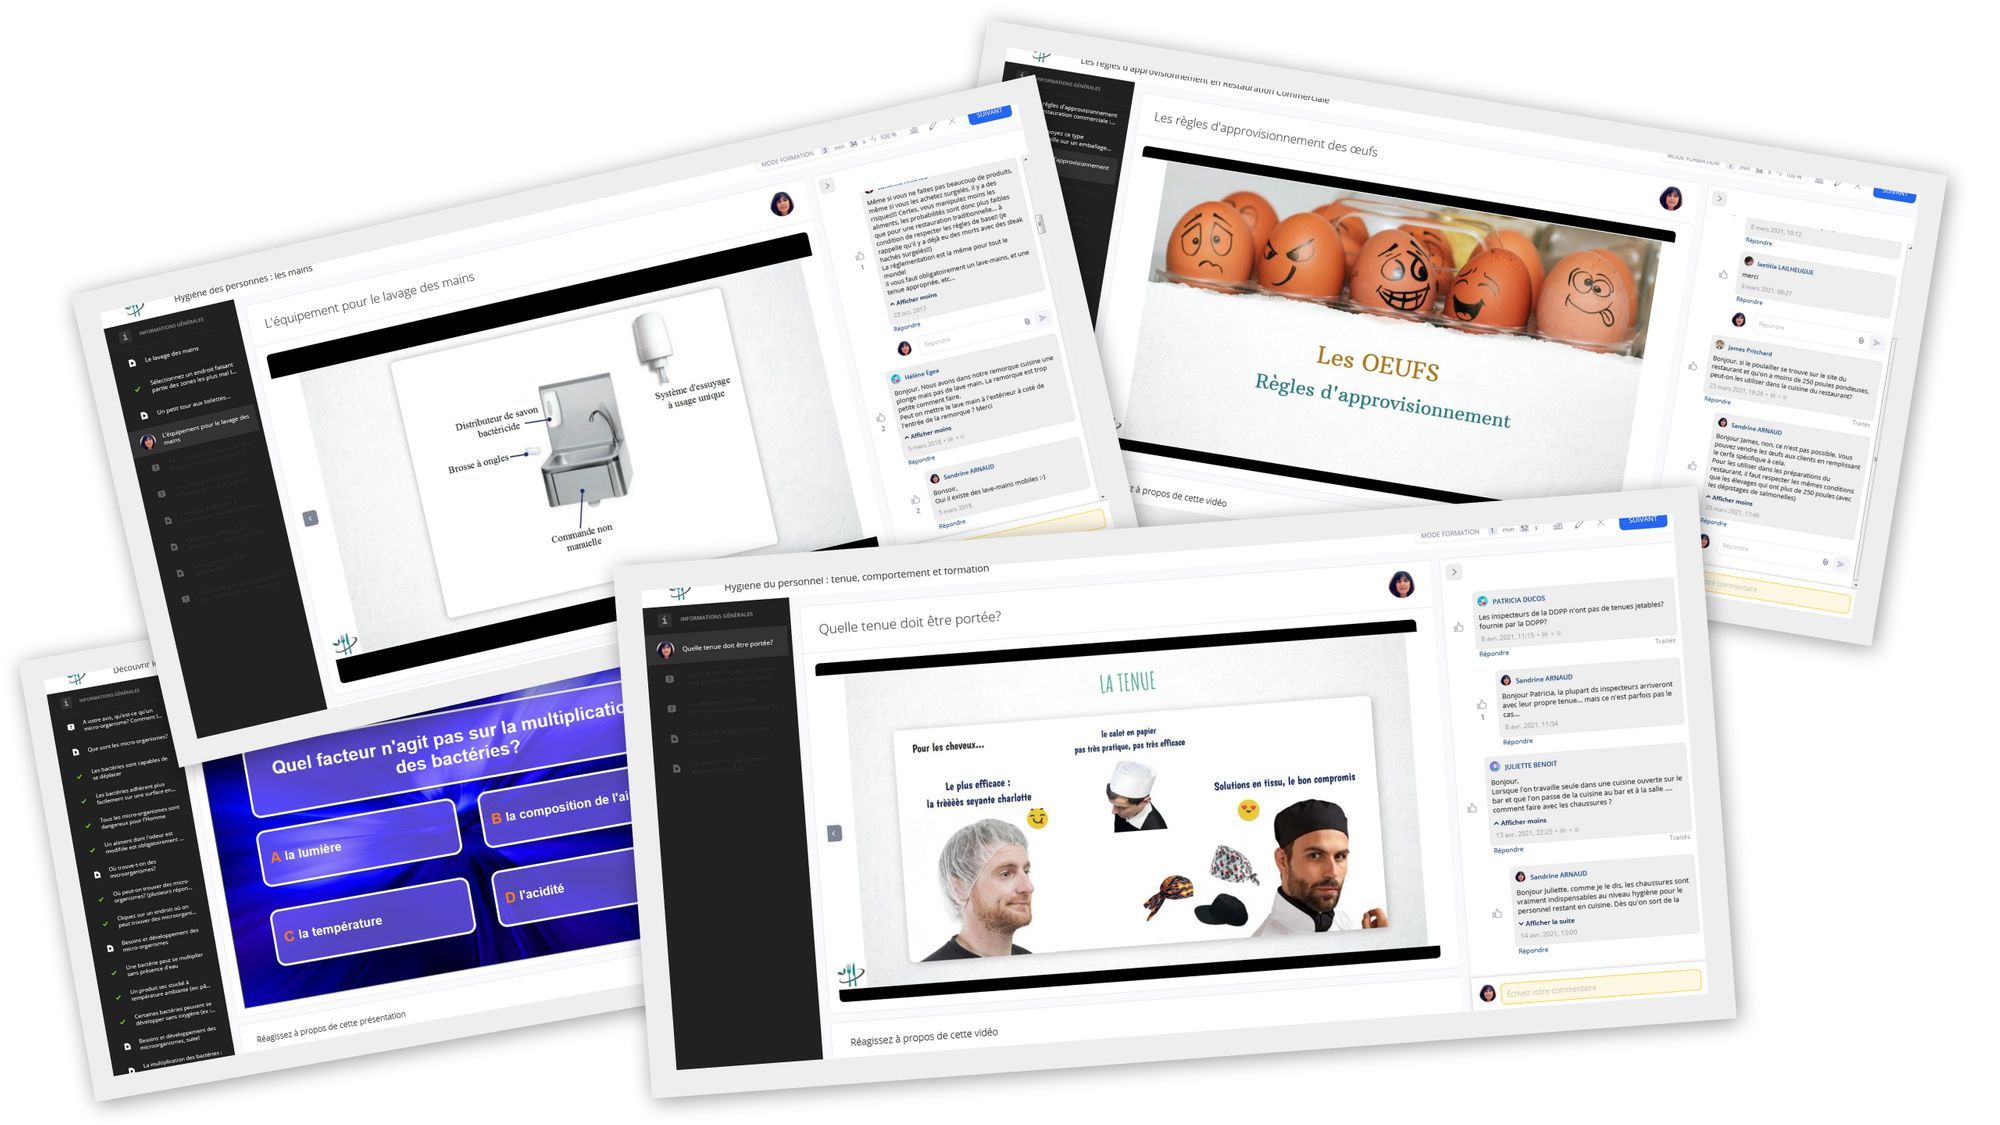 Hygiène des personnes : les mains
MODE FORMATION 3 min 34 s 100 %
SUIVANT
INFORMATIONS GÉNÉRALES
Le lavage des mains
Sélectionnez un endroit faisant
partie des zones les plus mal l...
Un petit tour aux toilettes...
L'équipement pour le lavage des
mains
L'équipement pour le lavage des mains
Distributeur de savon
bactéricide
Brosse à ongles
Système d'essuyage
à usage unique
Commande non
manuelle
Même si vous ne faites pas beaucoup de produits,
même si vous les achetez surgelés, il y a des
risques!!! Certes, vous manipulez moins les
aliments, les probabilités sont donc plus faibles
que pour une restauration traditionnelle... à
condition de respecter les règles de base!! (je
rappelle qu'il y a déjà eu des morts avec des steak
hachés surgelés!!)
La réglementation est la même pour tout le
monde!
Il vous faut obligatoirement un lave-mains, et une
tenue appropriée, etc...
Afficher moins
23 oct. 2017
1
Répondre
Répondre
Hélène Egea
Bonjour, Nous avons dans notre remorque cuisine une
plonge mais pas de lave main. La remorque est trop
petite comment faire.
Peut on mettre le lave main à l'extérieur à coté de
l'entrée de la remorque ? Merci
Afficher moins
5 mars 2018
2
Répondre
Sandrine ARNAUD
Bonsoir,
Oui il existe des lave-mains mobiles :-)
5 mars 2018
2
Répondre
Les règles d'approvisionnement en Restauration Commerciale
INFORMATIONS GÉNÉRALES
règles d'approvisionnement
Les règles d'approvisionnement des œufs
MODE FORMATION 1 min 58 s 100 %
SUIVANT
Les OEUFS
Règles d'approvisionnement
à propos de cette vidéo
8 mars 2021, 10:12
Répondre
laetitia LAILHEUGUE
merci
9 mars 2021, 08:27
Répondre
Répondre
James Pritchard
Bonjour, si le poulailler se trouve sur le site du
restaurant et qu'on a moins de 250 poules pondeuses,
peut-on les utiliser dans la cuisine du restaurant?
23 mars 2021, 16:26
Traités
Répondre
Sandrine ARNAUD
Bonjour James, non, ce n'est pas possible. Vous
pouvez vendre les œufs aux clients en remplissant
le cerfa spécifique à cela.
Pour les utiliser dans les préparations du
restaurant, il faut respecter les mêmes conditions
que les élevages qui ont plus de 250 poules (avec
les dépistages de salmonelles)
Afficher moins
23 mars 2021, 17:46
Répondre
Répondre
commentaire
Découvrir
INFORMATIONS GÉNÉRALES
A votre avis, qu'est-ce qu'un
micro-organisme? Comment l...
Que sont les micro-organismes?
Les bactéries sont capables de
se déplacer
Les bactéries adhérent plus
facilement sur une surface en...
Tous les micro-organismes sont
dangereux pour l'Homme
Un aliment dont l'odeur est
modifiée est obligatoirement ...
Où trouve-t-on des
microorganismes?
Où peut-on trouver des micro-
organismes? (plusieurs répon...
Cliquez sur un endroit où on
peut trouver des microorgani...
Besoins et développement des
micro-organismes
Une bactérie peut se multiplier
sans présence d'eau
Un produit sec stocké à
température ambiante (ex: pâ...
Certaines bactéries peuvent se
développer sans oxygène (ex :...
Besoins et développement des
microorganismes, suite!
La multiplication des bactéries :
Quel facteur n'agit pas sur la multiplicatio
des bactéries?
A la lumière
B la composition de l'ai
C la température
D l'acidité
Réagissez à propos de cette présentation
Hygiène du personnel : tenue, comportement et formation
MODE FORMATION 1 min 52 s
SUIVANT
INFORMATIONS GÉNÉRALES
Quelle tenue doit être portée?
Quelle tenue doit être portée?
LA TENUE
Pour les cheveux...
le calot en papier
pas très pratique, pas très efficace
Le plus efficace :
la trèèèès seyante charlotte
Solutions en tissu, le bon compromis
Réagissez à propos de cette vidéo
PATRICIA DUCOS
Les inspecteurs de la DDPP n'ont pas de tenues jetables?
fournie par la DDPP?
8 avr. 2021, 11:15
Traités
Répondre
Sandrine ARNAUD
Bonjour Patricia, la plupart ds inspecteurs arriveront
avec leur propre tenue... mais ce n'est parfois pas le
cas...
8 avr. 2021, 11:54
1
Répondre
JULIETTE BENOIT
Bonjour,
Lorsque l'on travaille seule dans une cuisine ouverte sur le
bar et que l'on passe de la cuisine au bar et à la salle ....
comment faire avec les chaussures ?
Afficher moins
13 avr. 2021, 22:25
Traités
Répondre
Sandrine ARNAUD
Bonjour Juliette, comme je le dis, les chaussures sont
vraiment indispensables au niveau hygiène pour le
personnel restant en cuisine. Dès qu'on sort de la
Afficher la suite
14 avr. 2021, 13:00
Répondre
Écrivez votre commentaire